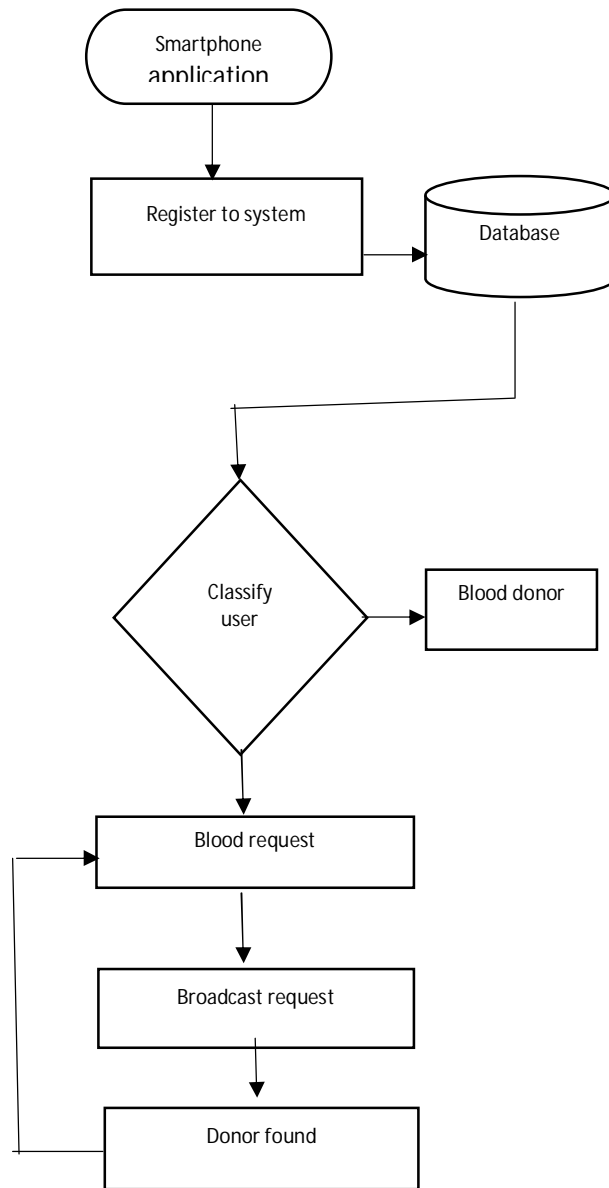 Smartphone
application
Register to system
Database
Classify
user
Blood donor
Blood request
Broadcast request
Donor found